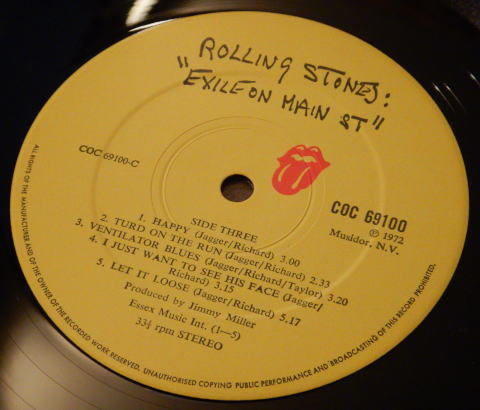 ROLLING STONES:
"EXILE ON MAIN ST"
COC 69100-C
COC 69100
℗ 1972
Musidor, N.V.
SIDE THREE
1. HAPPY (Jagger/Richard) 3.00
2. TURD ON THE RUN (Jagger/Richard) 2.33
3. VENTILATOR BLUES (Jagger/Richard/Taylor) 3.20
4. I JUST WANT TO SEE HIS FACE (Jagger/
Richard) 3.15
5. LET IT LOOSE (Jagger/Richard) 5.17
Produced by Jimmy Miller
Essex Music Int. (1—5)
33⅓ rpm STEREO
ALL RIGHTS OF THE MANUFACTURER AND OF THE OWNER OF THE RECORDED WORK RESERVED. UNAUTHORISED COPYING PUBLIC PERFORMANCE AND BROADCASTING OF THIS RECORD PROHIBITED.